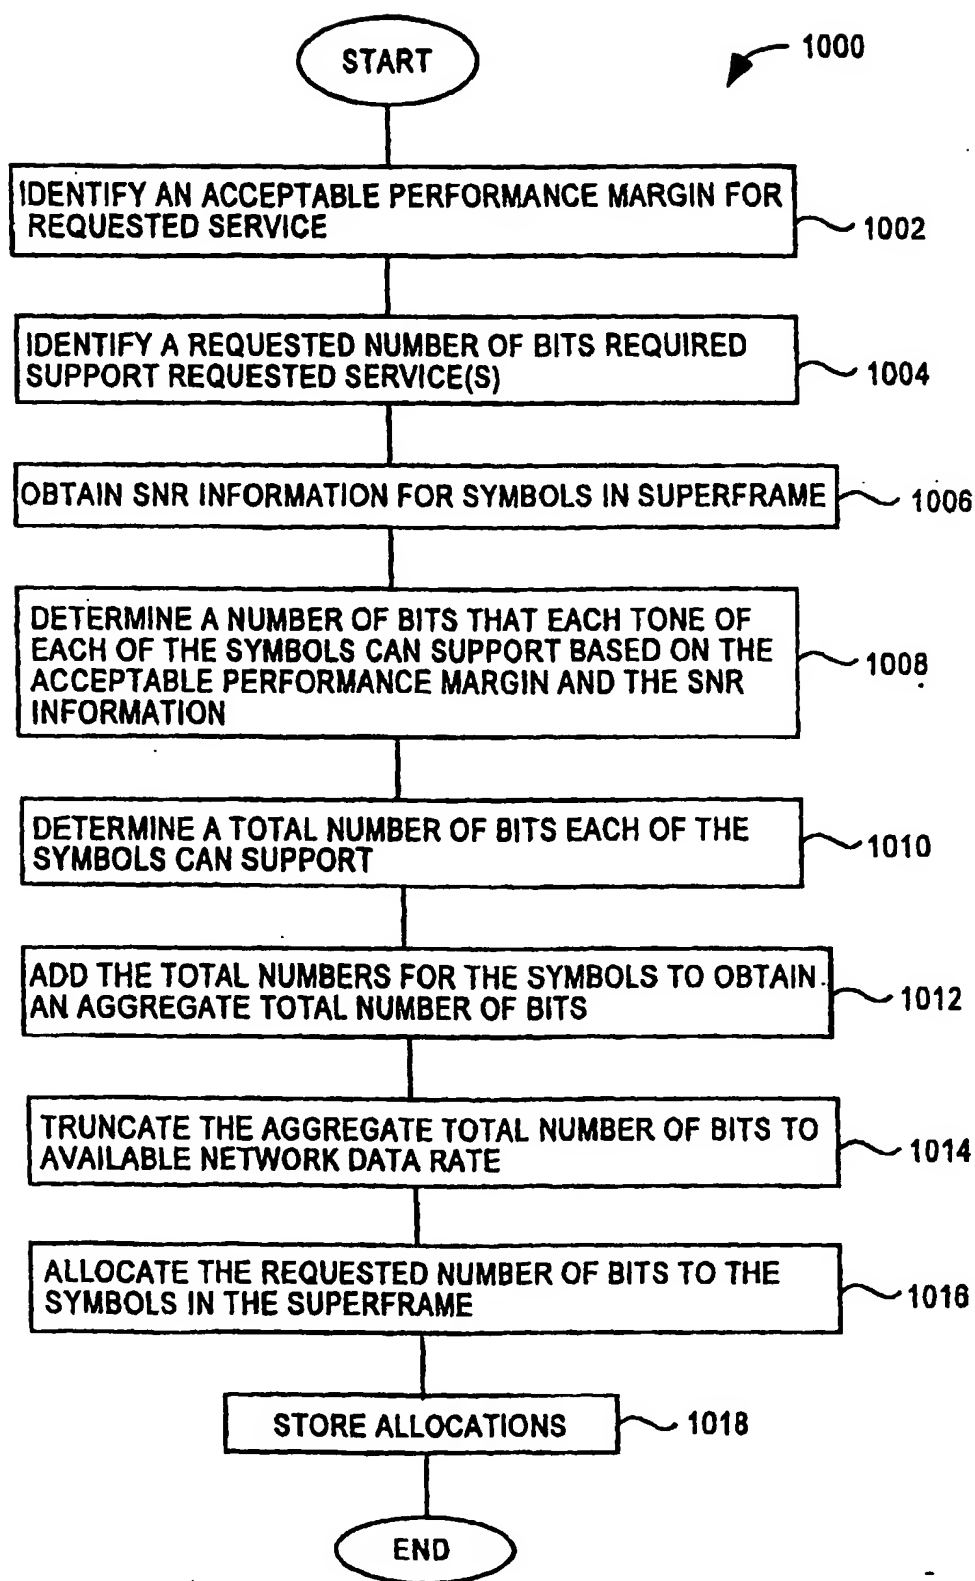 START
1000
IDENTIFY AN ACCEPTABLE PERFORMANCE MARGIN FOR
REQUESTED SERVICE
1002
IDENTIFY A REQUESTED NUMBER OF BITS REQUIRED
SUPPORT REQUESTED SERVICE(S)
1004
OBTAIN SNR INFORMATION FOR SYMBOLS IN SUPERFRAME
1006
DETERMINE A NUMBER OF BITS THAT EACH TONE OF
EACH OF THE SYMBOLS CAN SUPPORT BASED ON THE
ACCEPTABLE PERFORMANCE MARGIN AND THE SNR
INFORMATION
1008
DETERMINE A TOTAL NUMBER OF BITS EACH OF THE
SYMBOLS CAN SUPPORT
1010
ADD THE TOTAL NUMBERS FOR THE SYMBOLS TO OBTAIN
AN AGGREGATE TOTAL NUMBER OF BITS
1012
TRUNCATE THE AGGREGATE TOTAL NUMBER OF BITS TO
AVAILABLE NETWORK DATA RATE
1014
ALLOCATE THE REQUESTED NUMBER OF BITS TO THE
SYMBOLS IN THE SUPERFRAME
1016
STORE ALLOCATIONS
1018
END